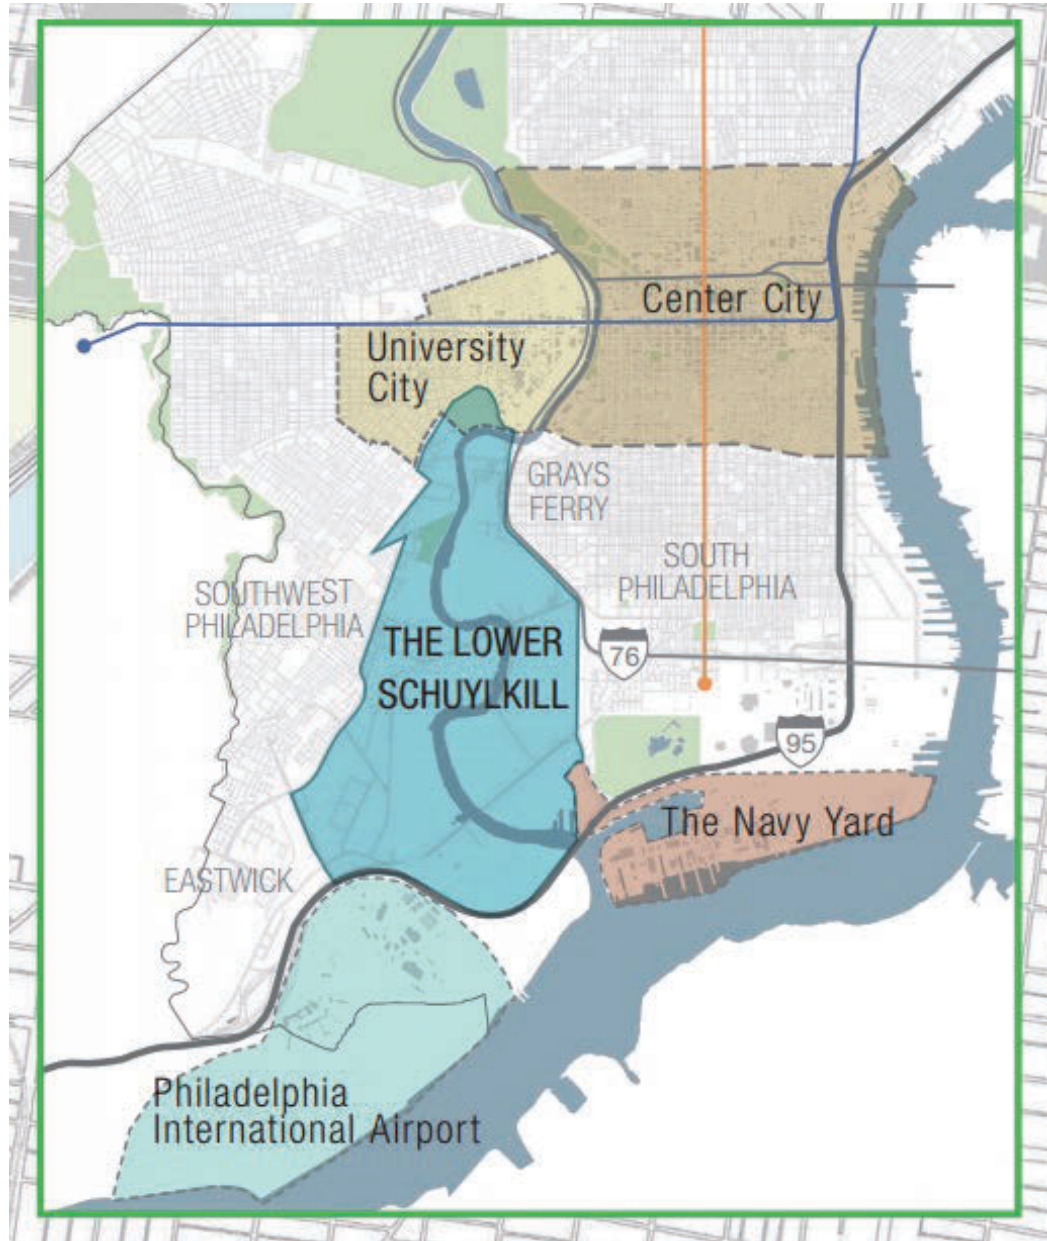 Center City
University
City
GRAYS
FERRY
SOUTH
PHILADELPHIA
SOUTHWEST
PHILADELPHIA
THE LOWER
SCHUYLKILL
76
95
The Navy Yard
EASTWICK
Philadelphia
International Airport